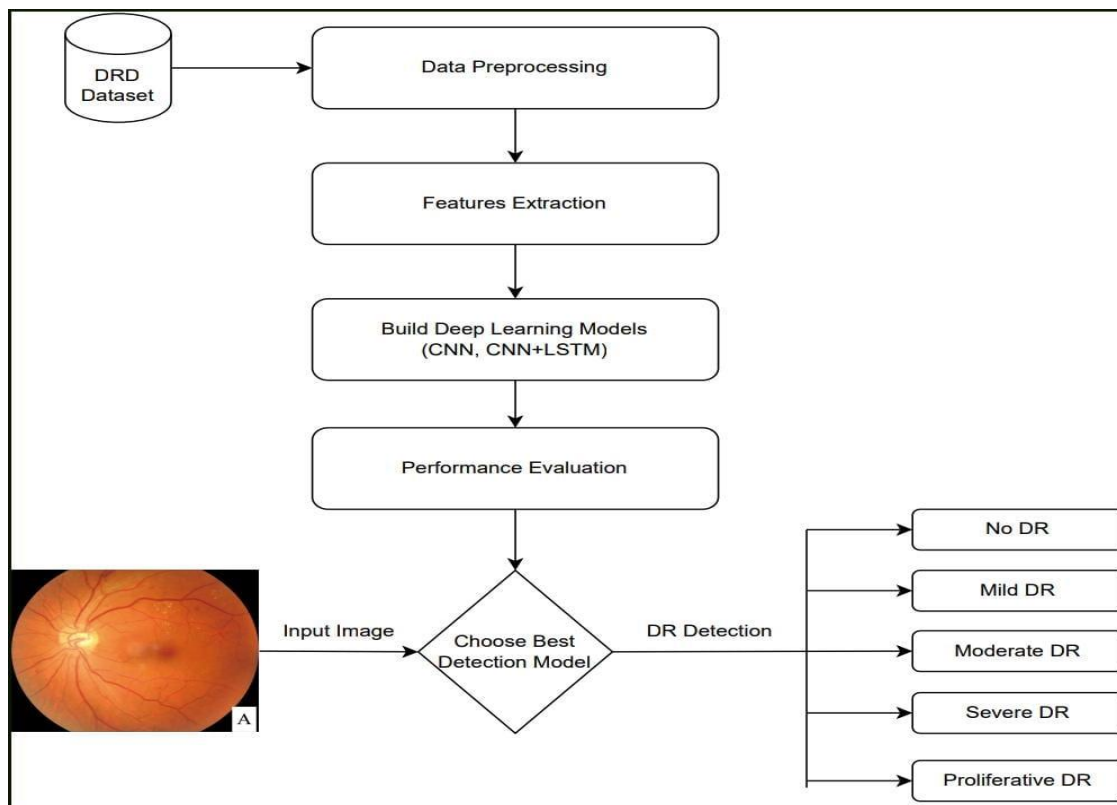 DRD
Dataset
Data Preprocessing
Features Extraction
Build Deep Learning Models
(CNN, CNN+LSTM)
Performance Evaluation
Input Image
A
Choose Best
Detection Model
DR Detection
No DR
Mild DR
Moderate DR
Severe DR
Proliferative DR